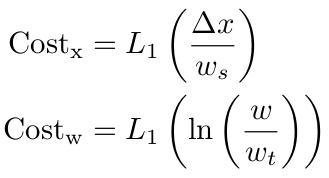 Cost_x = L_1 (Δx / w_s)
Cost_w = L_1 (ln (w / w_t))